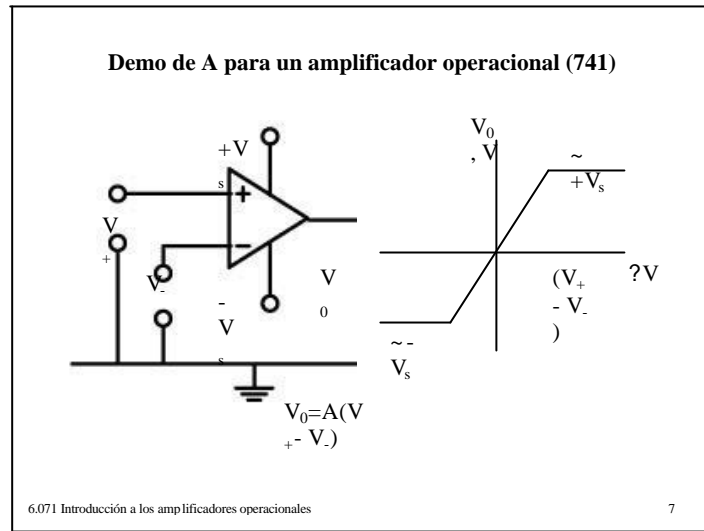 Demo de A para un amplificador operacional (741)
+V
s
+
V
+
V-
−
-
V
s
V
0
V0=A(V
+- V-)
V0
, V
~
+Vs
(V+
- V-
)
?V
~ -
Vs
6.071 Introducción a los amplificadores operacionales
7